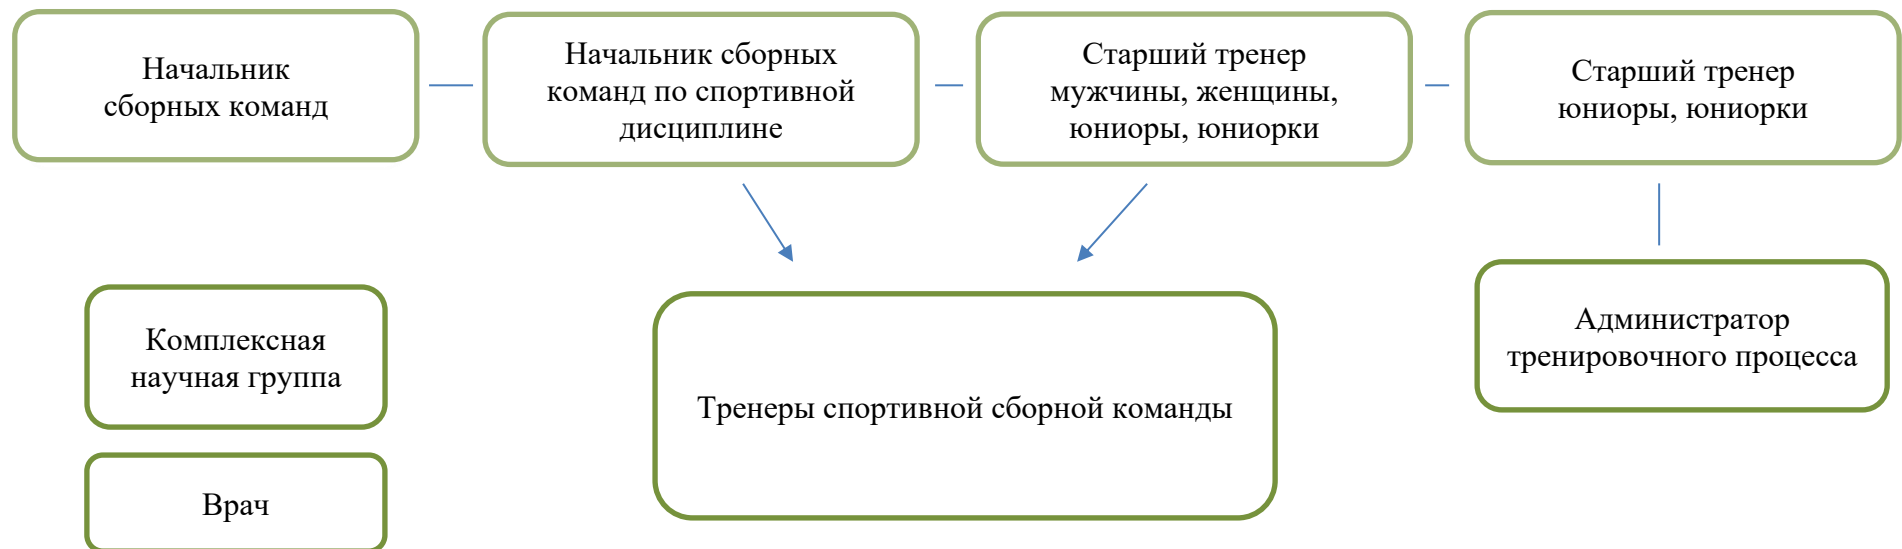 Начальник
сборных команд
Начальник сборных
команд по спортивной
дисциплине
Старший тренер
мужчины, женщины,
юниоры, юниорки
Старший тренер
юниоры, юниорки
Комплексная
научная группа
Врач
Тренеры спортивной сборной команды
Администратор
тренировочного процесса